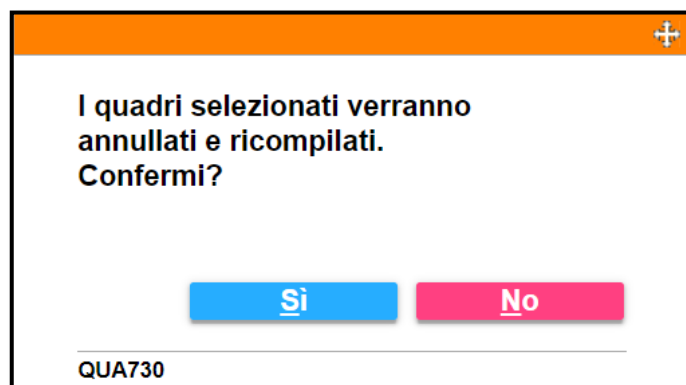 I quadri selezionati verranno
annullati e ricompilati.
Confermi?
Sì
No
QUA730